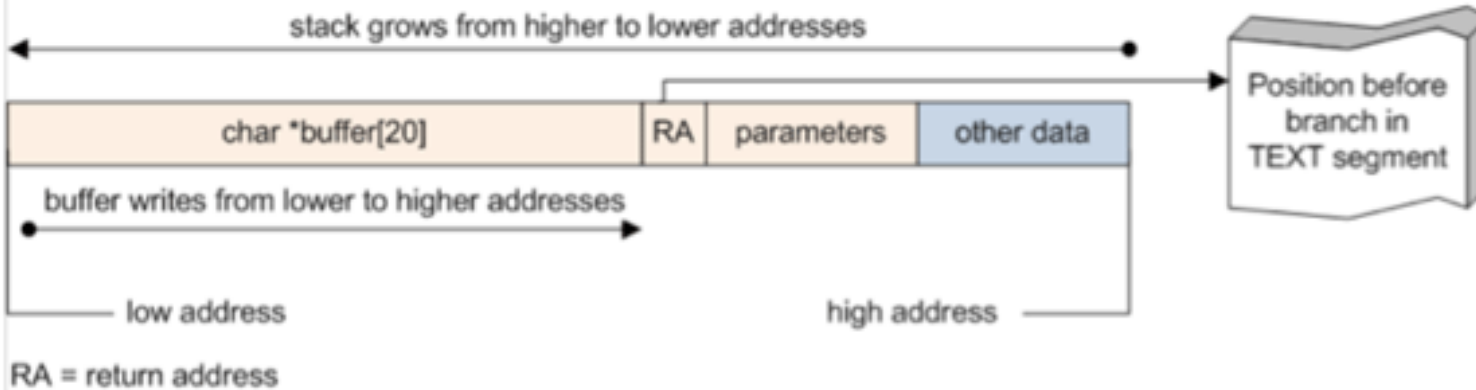 stack grows from higher to lower addresses
Position before
branch in
TEXT segment
char *buffer[20]
RA
parameters
other data
buffer writes from lower to higher addresses
low address
high address
RA = return address